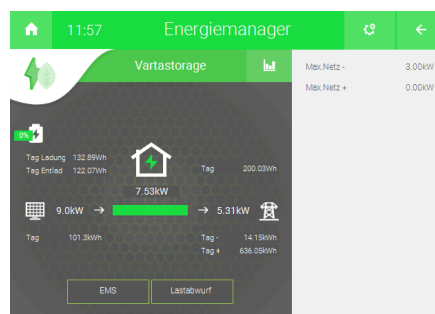 11:57 Energiemanager
Vartastorage
Max.Netz - 3.00kW
Max.Netz + 0.00kW
0%
Tag Ladung 132.89Wh
Tag Entlad 122.07Wh
Tag 200.03Wh
7.53kW
9.0kW → → 5.31kW
Tag 101.3kWh
Tag - 14.15kWh
Tag + 636.05kWh
EMS Lastabwurf